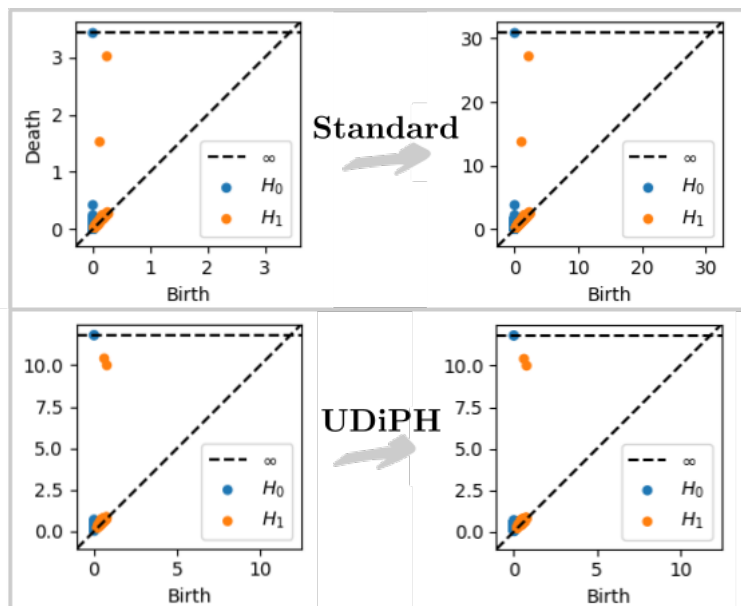 3
2
1
0
Death
∞
H₀
H₁
0 1 2 3
Birth
Standard
30
20
10
0
∞
H₀
H₁
0 10 20 30
Birth
10.0
7.5
5.0
2.5
0.0
∞
H₀
H₁
0 5 10
Birth
UDiPH
10.0
7.5
5.0
2.5
0.0
∞
H₀
H₁
0 5 10
Birth